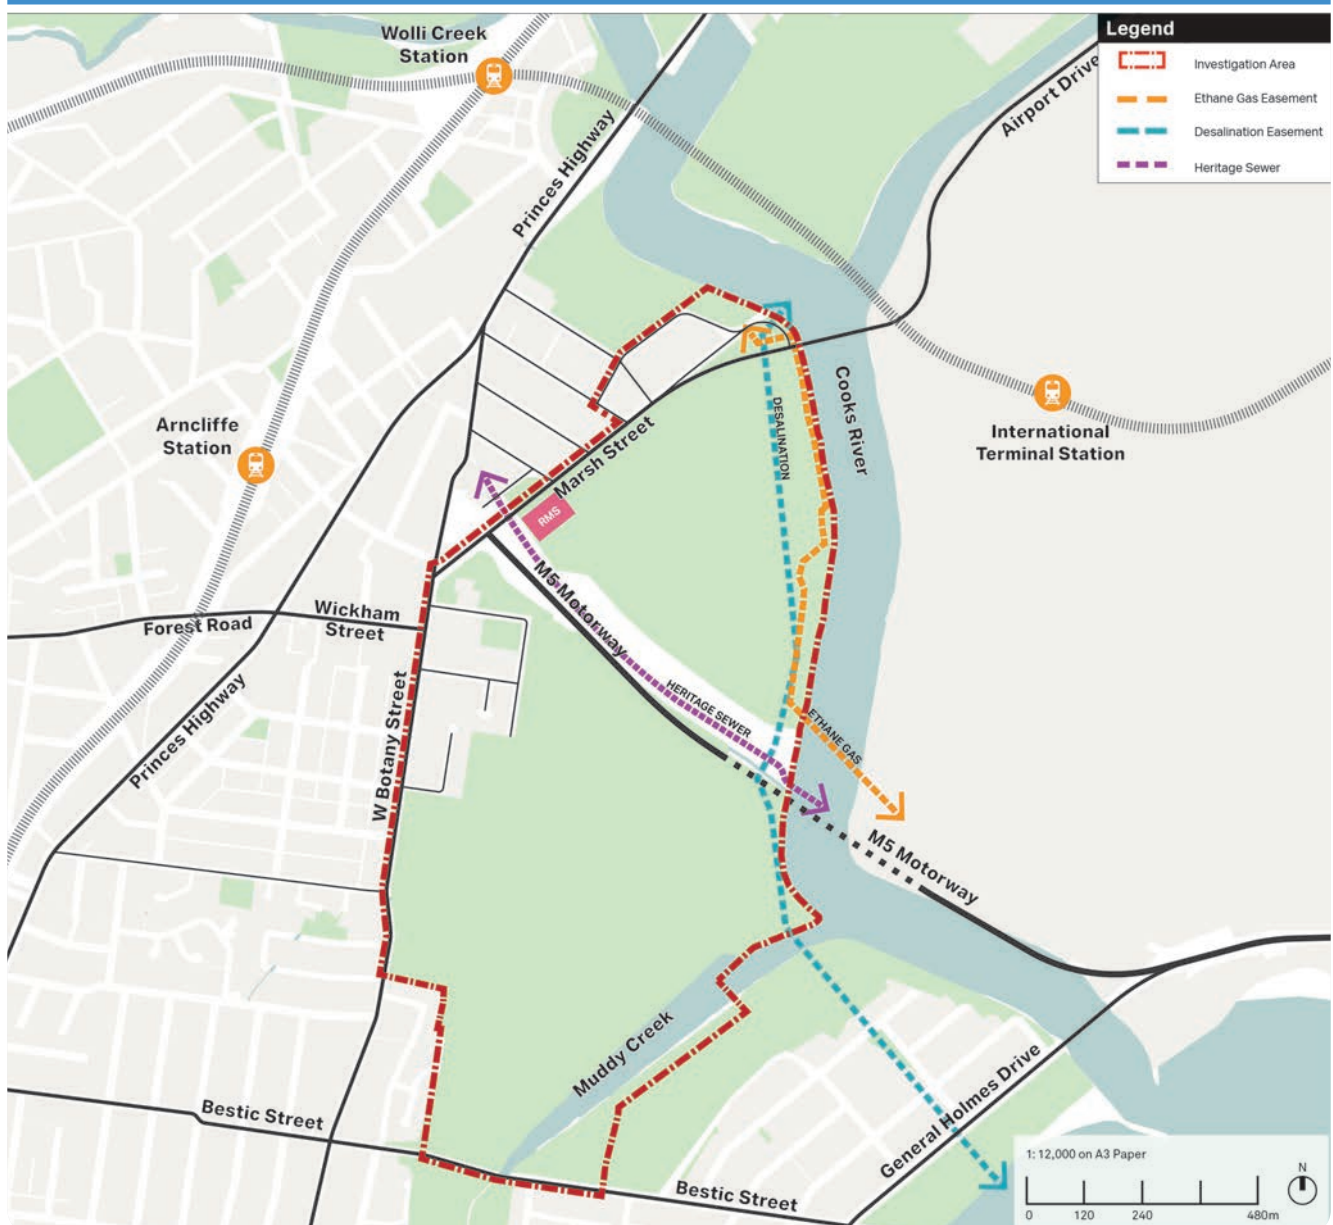 Legend
Investigation Area
Ethane Gas Easement
Desalination Easement
Heritage Sewer
Wolli Creek
Station
Princes Highway
Airport Drive
Arncliffe
Station
Marsh Street
RMS
DESALINATION
Cooks River
International
Terminal Station
Wickham
Street
Forest Road
Princes Highway
W Botany Street
M5 Motorway
HERITAGE SEWER
ETHANE GAS
M5 Motorway
Muddy Creek
Bestic Street
Bestic Street
General Holmes Drive
1: 12,000 on A3 Paper
N
0 120 240 480m